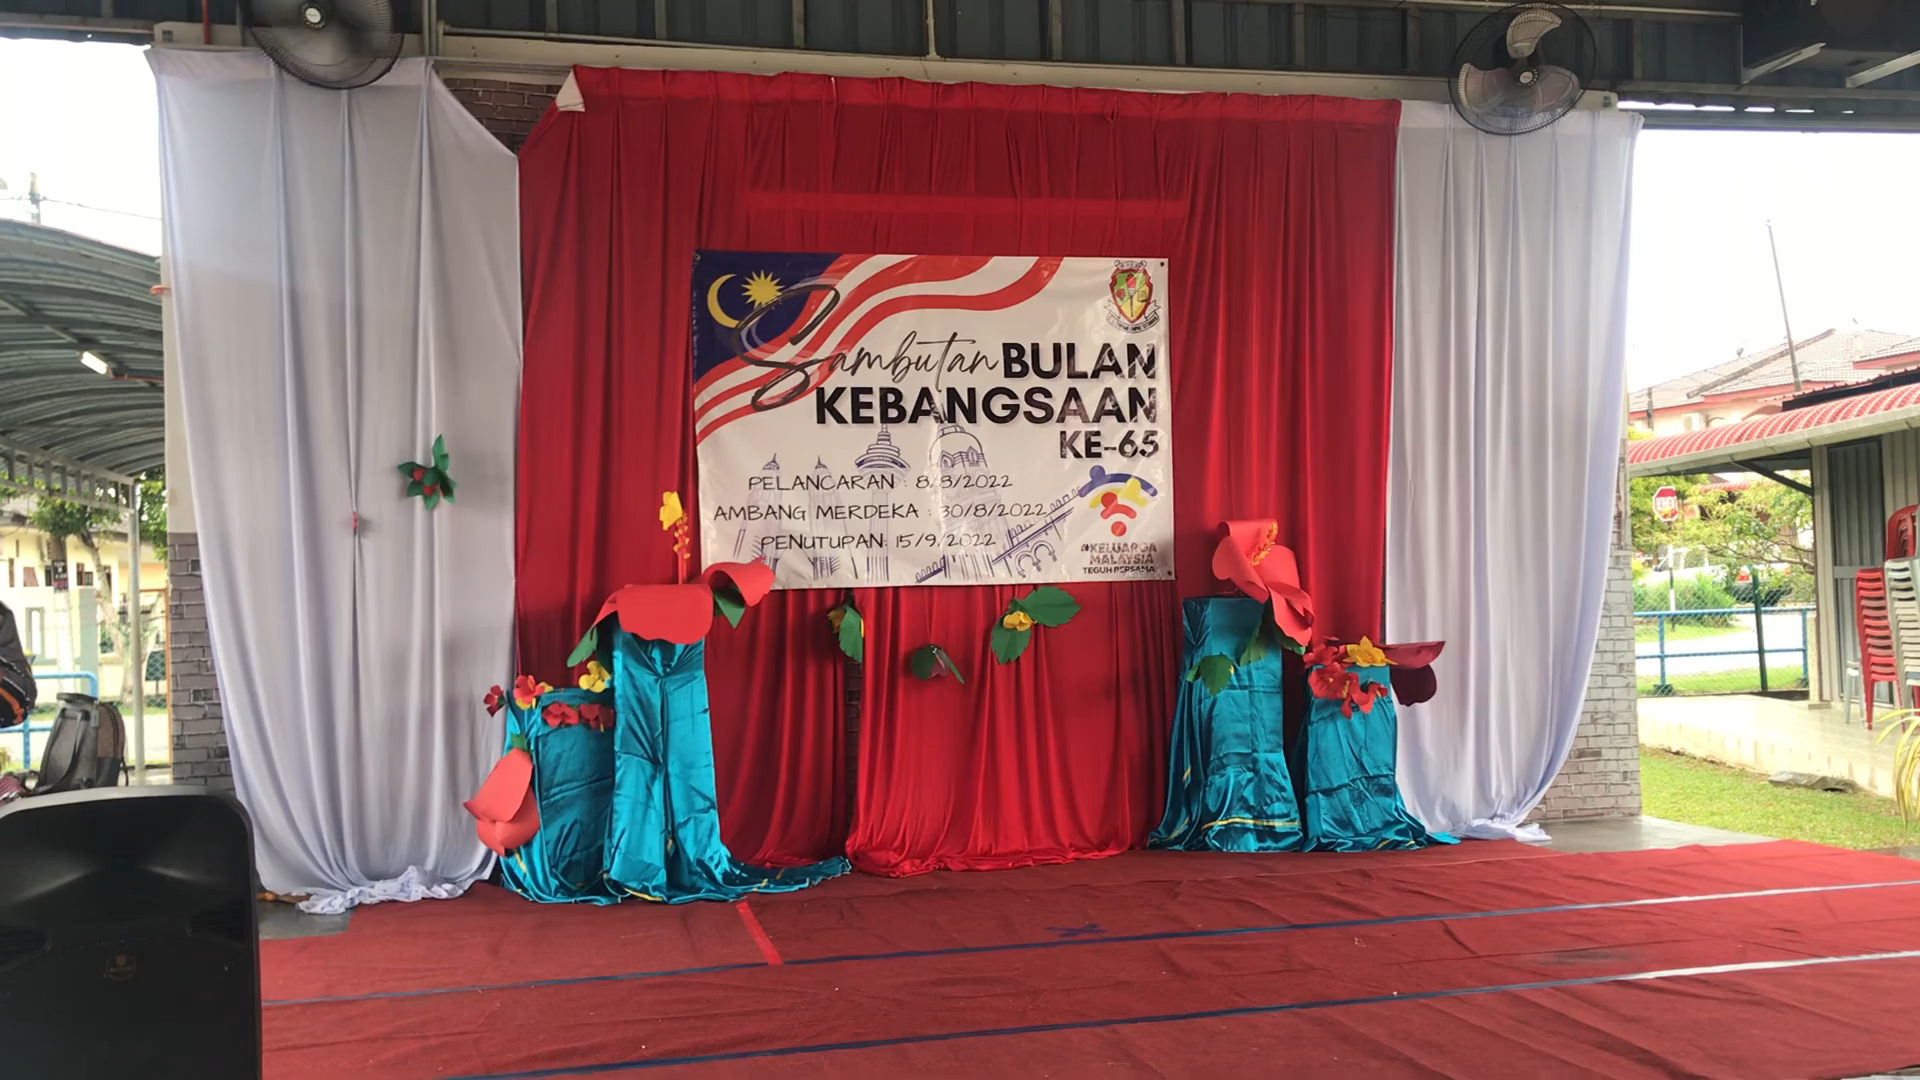 Sambutan BULAN
KEBANGSAAN
KE-65
PELANCARAN : 8/8/2022
AMBANG MERDEKA : 30/8/2022
PENUTUPAN: 15/9/2022
#KELUARGA
MALAYSIA
TEGUH BERSAMA